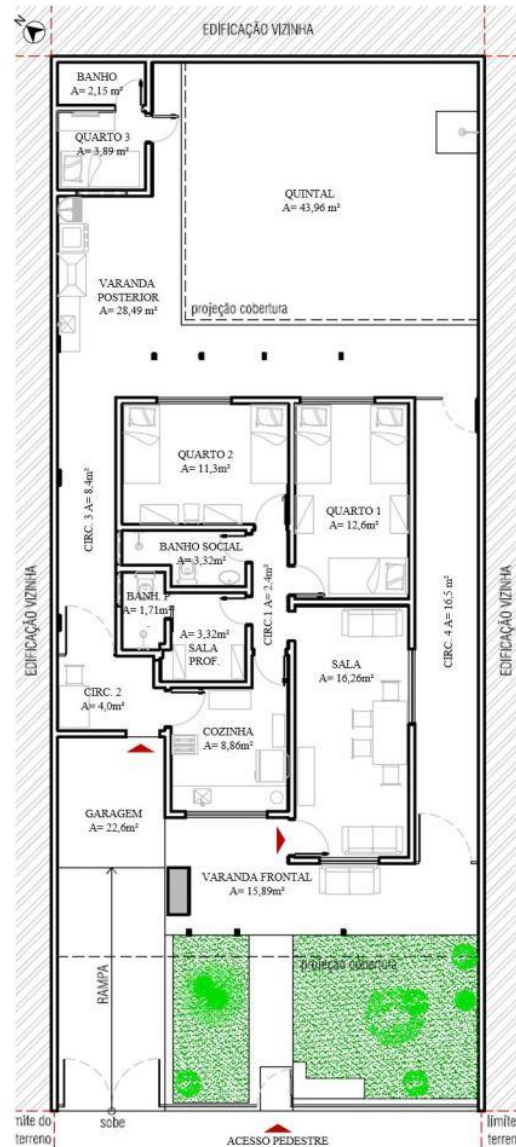 N
EDIFICAÇÃO VIZINHA
BANHO
A= 2,15 m²
QUARTO 3
A= 3,89 m²
QUINTAL
A= 43,96 m²
VARANDA
POSTERIOR
A= 28,49 m²
projeção cobertura
QUARTO 2
A= 11,3m²
QUARTO 1
A= 12,6m²
CIRC. 3 A= 8.4m²
BANHO SOCIAL
A= 3,32m²
BANH. P
A= 1,71m²
CIRC.1 A= 2,4m²
CIRC. 4 A= 16,5 m²
EDIFICAÇÃO VIZINHA
EDIFICAÇÃO VIZINHA
A= 3,32m²
SALA
PROF.
SALA
A= 16,26m²
CIRC. 2
A= 4,0m²
COZINHA
A= 8,86m²
GARAGEM
A= 22,6m²
VARANDA FRONTAL
A= 15,89m²
projeção cobertura
RAMPA
mite do
terreno
sobe
ACESSO PEDESTRE
límite
terren